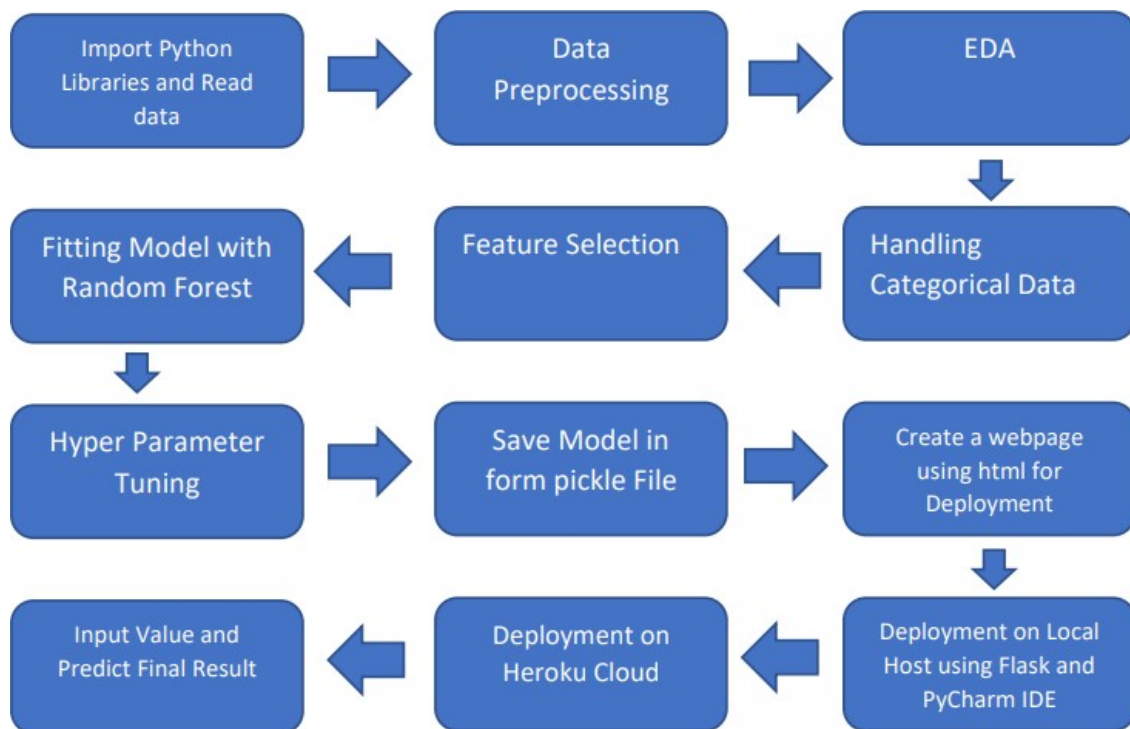 Import Python
Libraries and Read
data
Data
Preprocessing
EDA
Handling
Categorical Data
Feature Selection
Fitting Model with
Random Forest
Hyper Parameter
Tuning
Save Model in
form pickle File
Create a webpage
using html for
Deployment
Deployment on Local
Host using Flask and
PyCharm IDE
Deployment on
Heroku Cloud
Input Value and
Predict Final Result